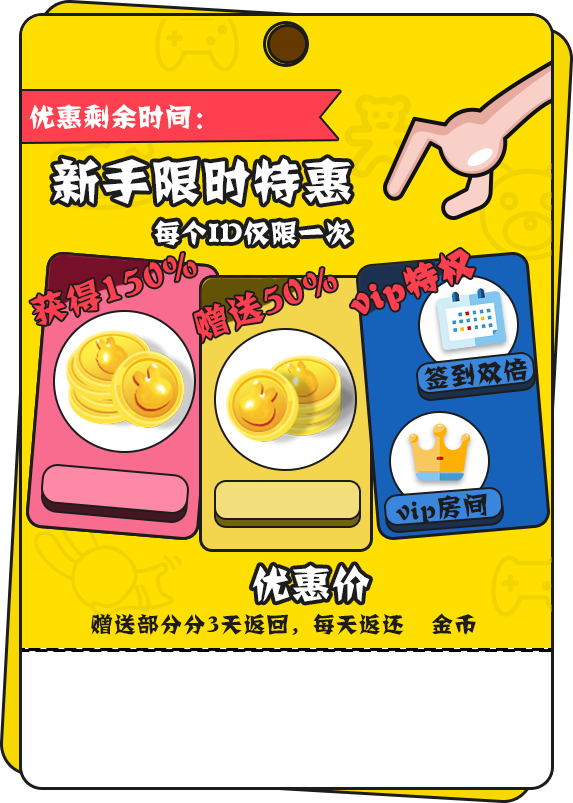 优惠剩余时间：
新手限时特惠
每个ID仅限一次
获得150%
赠送50%
vip特权
签到双倍
vip房间
优惠价
赠送部分分3天返回，每天返还 金币